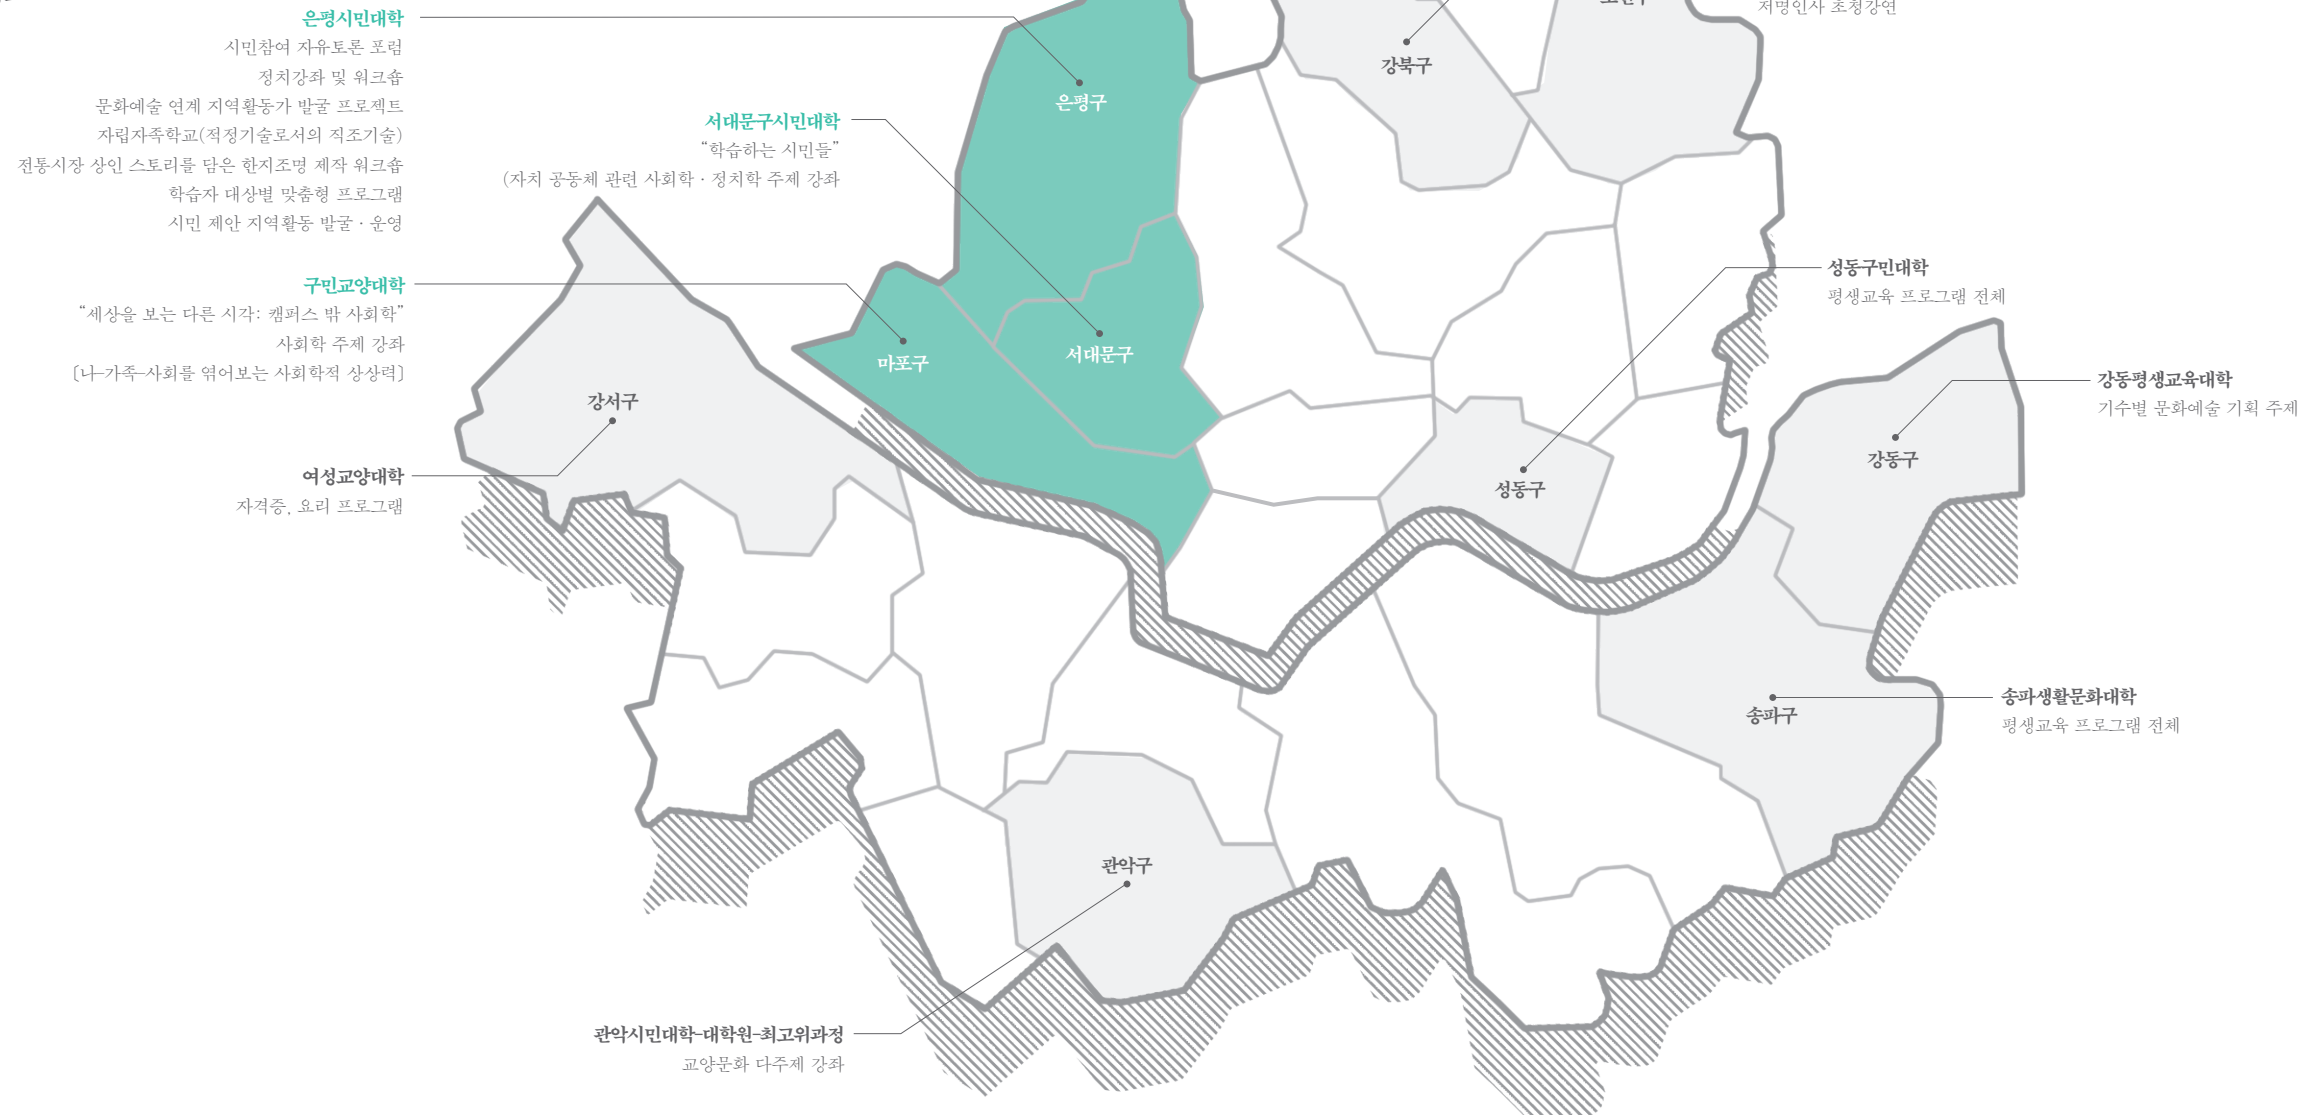 은평시민대학
시민참여 자유토론 포럼
정치강좌 및 워크숍
문화예술 연계 지역활동가 발굴 프로젝트
자립자족학교(적정기술로서의 직조기술)
전통시장 상인 스토리를 담은 한지조명 제작 워크숍
학습자 대상별 맞춤형 프로그램
시민 제안 지역활동 발굴 · 운영
서대문구시민대학
“학습하는 시민들”
(자치 공동체 관련 사회학 · 정치학 주제 강좌
구민교양대학
“세상을 보는 다른 시각: 캠퍼스 밖 사회학”
사회학 주제 강좌
[나–가족–사회를 엮어보는 사회학적 상상력]
여성교양대학
자격증, 요리 프로그램
관악시민대학–대학원–최고위과정
교양문화 다주제 강좌
은평구
강북구
서대문구
마포구
강서구
성동구
강동구
송파구
관악구
저명인사 초청강연
성동구민대학
평생교육 프로그램 전체
강동평생교육대학
기수별 문화예술 기획 주제
송파생활문화대학
평생교육 프로그램 전체